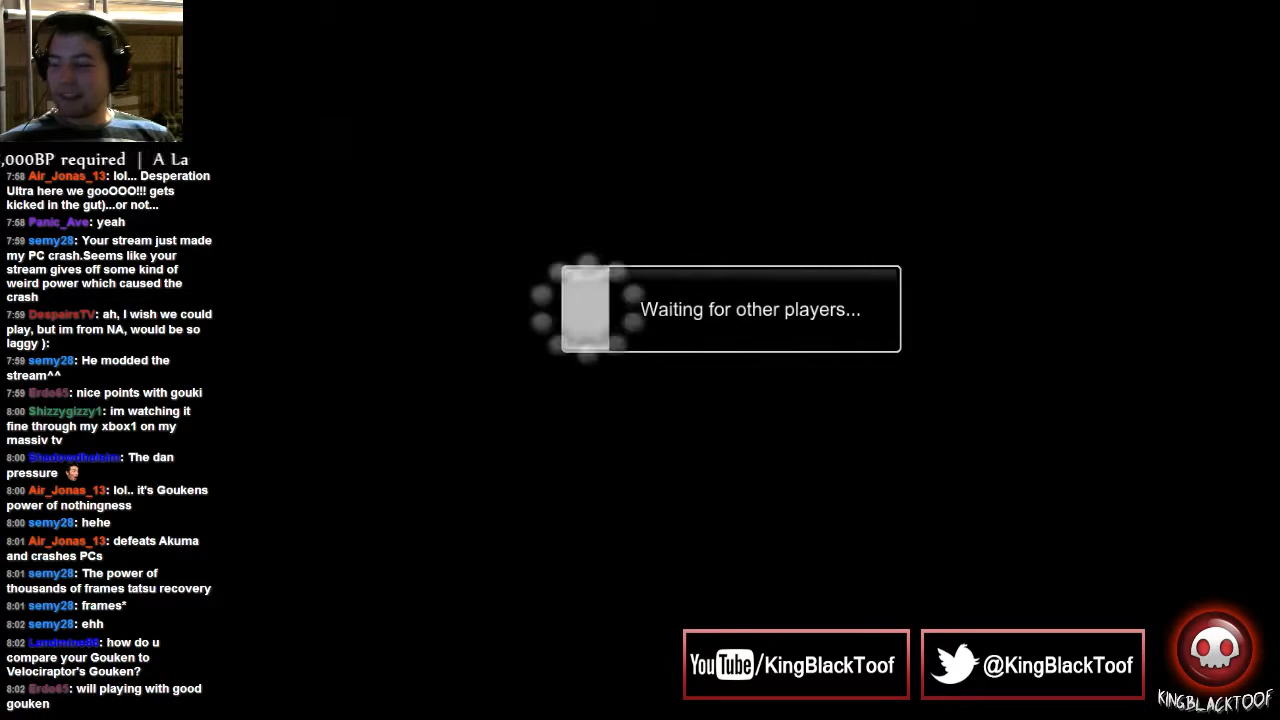 ,000BP required | A La
7:58 Air_Jonas_13: lol... Desperation
Ultra here we gooOOO!!! gets
kicked in the gut)...or not...
7:58 Panic_Ave: yeah
7:59 semy28: Your stream just made
my PC crash.Seems like your
stream gives off some kind of
weird power which caused the
crash
7:59 DespairsTV: ah, I wish we could
play, but im from NA, would be so
laggy ):
7:59 semy28: He modded the
stream^^
7:59 Erdo65: nice points with gouki
8:00 Shizzygizzy1: im watching it
fine through my xbox1 on my
massiv tv
8:00 Shadowdhalsim: The dan
pressure
8:00 Air_Jonas_13: lol.. it's Goukens
power of nothingness
8:00 semy28: hehe
8:01 Air_Jonas_13: defeats Akuma
and crashes PCs
8:01 semy28: The power of
thousands of frames tatsu recovery
8:01 semy28: frames*
8:02 semy28: ehh
8:02 how do u
compare your Gouken to
Velociraptor's Gouken?
8:02 Erdo65: will playing with good
gouken
Waiting for other players...
YouTube/KingBlackToof
@KingBlackToof
KINGBLACKTOOF